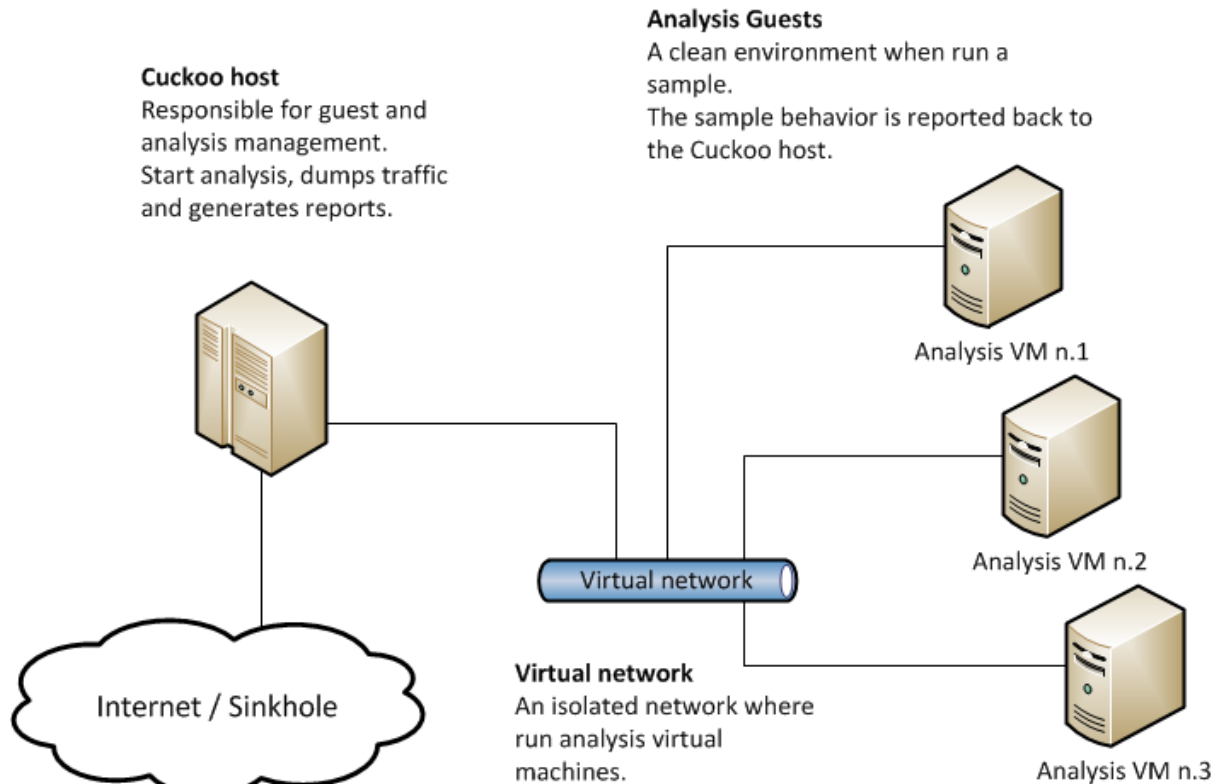 Analysis Guests
A clean environment when run a
sample.
The sample behavior is reported back to
the Cuckoo host.
Cuckoo host
Responsible for guest and
analysis management.
Start analysis, dumps traffic
and generates reports.
Analysis VM n.1
Analysis VM n.2
Virtual network
Virtual network
An isolated network where
run analysis virtual
machines.
Internet / Sinkhole
Analysis VM n.3